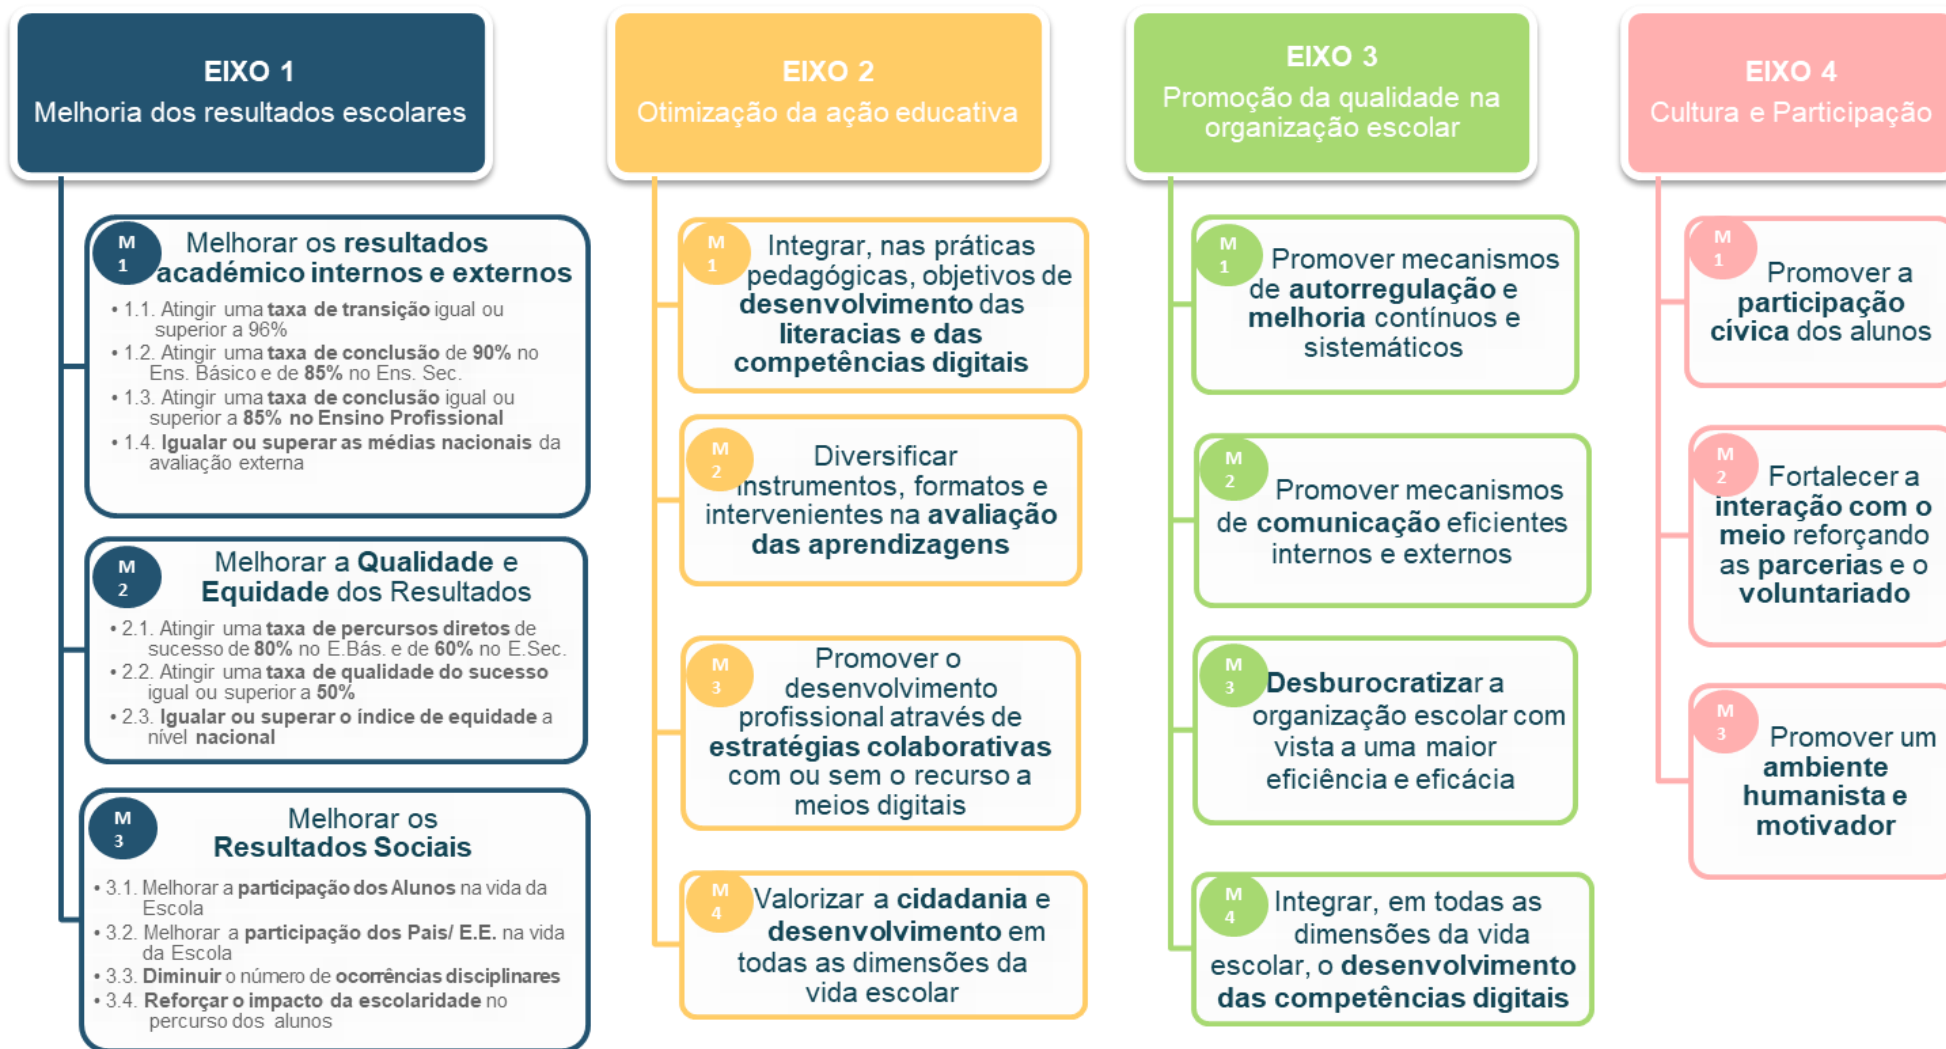 EIXO 1
Melhoria dos resultados escolares
M
1
Melhorar os resultados
académico internos e externos
• 1.1. Atingir uma taxa de transição igual ou
superior a 96%
• 1.2. Atingir uma taxa de conclusão de 90% no
Ens. Básico e de 85% no Ens. Sec.
• 1.3. Atingir uma taxa de conclusão igual ou
superior a 85% no Ensino Profissional
• 1.4. Igualar ou superar as médias nacionais da
avaliação externa
M
2
Melhorar a Qualidade e
Equidade dos Resultados
• 2.1. Atingir uma taxa de percursos diretos de
sucesso de 80% no E.Bás. e de 60% no E.Sec.
• 2.2. Atingir uma taxa de qualidade do sucesso
igual ou superior a 50%
• 2.3. Igualar ou superar o índice de equidade a
nível nacional
M
3
Melhorar os
Resultados Sociais
• 3.1. Melhorar a participação dos Alunos na vida da
Escola
• 3.2. Melhorar a participação dos Pais/ E.E. na vida
da Escola
• 3.3. Diminuir o número de ocorrências disciplinares
• 3.4. Reforçar o impacto da escolaridade no
percurso dos alunos
EIXO 2
Otimização da ação educativa
M
1
Integrar, nas práticas
pedagógicas, objetivos de
desenvolvimento das
literacias e das
competências digitais
M
2
Diversificar
instrumentos, formatos e
intervenientes na avaliação
das aprendizagens
M
3
Promover o
desenvolvimento
profissional através de
estratégias colaborativas
com ou sem o recurso a
meios digitais
M
4
Valorizar a cidadania e
desenvolvimento em
todas as dimensões da
vida escolar
EIXO 3
Promoção da qualidade na
organização escolar
M
1
Promover mecanismos
de autorregulação e
melhoria contínuos e
sistemáticos
M
2
Promover mecanismos
de comunicação eficientes
internos e externos
M
3
Desburocratizar a
organização escolar com
vista a uma maior
eficiência e eficácia
M
4
Integrar, em todas as
dimensões da vida
escolar, o desenvolvimento
das competências digitais
EIXO 4
Cultura e Participação
M
1
Promover a
participação
cívica dos alunos
M
2
Fortalecer a
interação com o
meio reforçando
as parcerias e o
voluntariado
M
3
Promover um
ambiente
humanista e
motivador